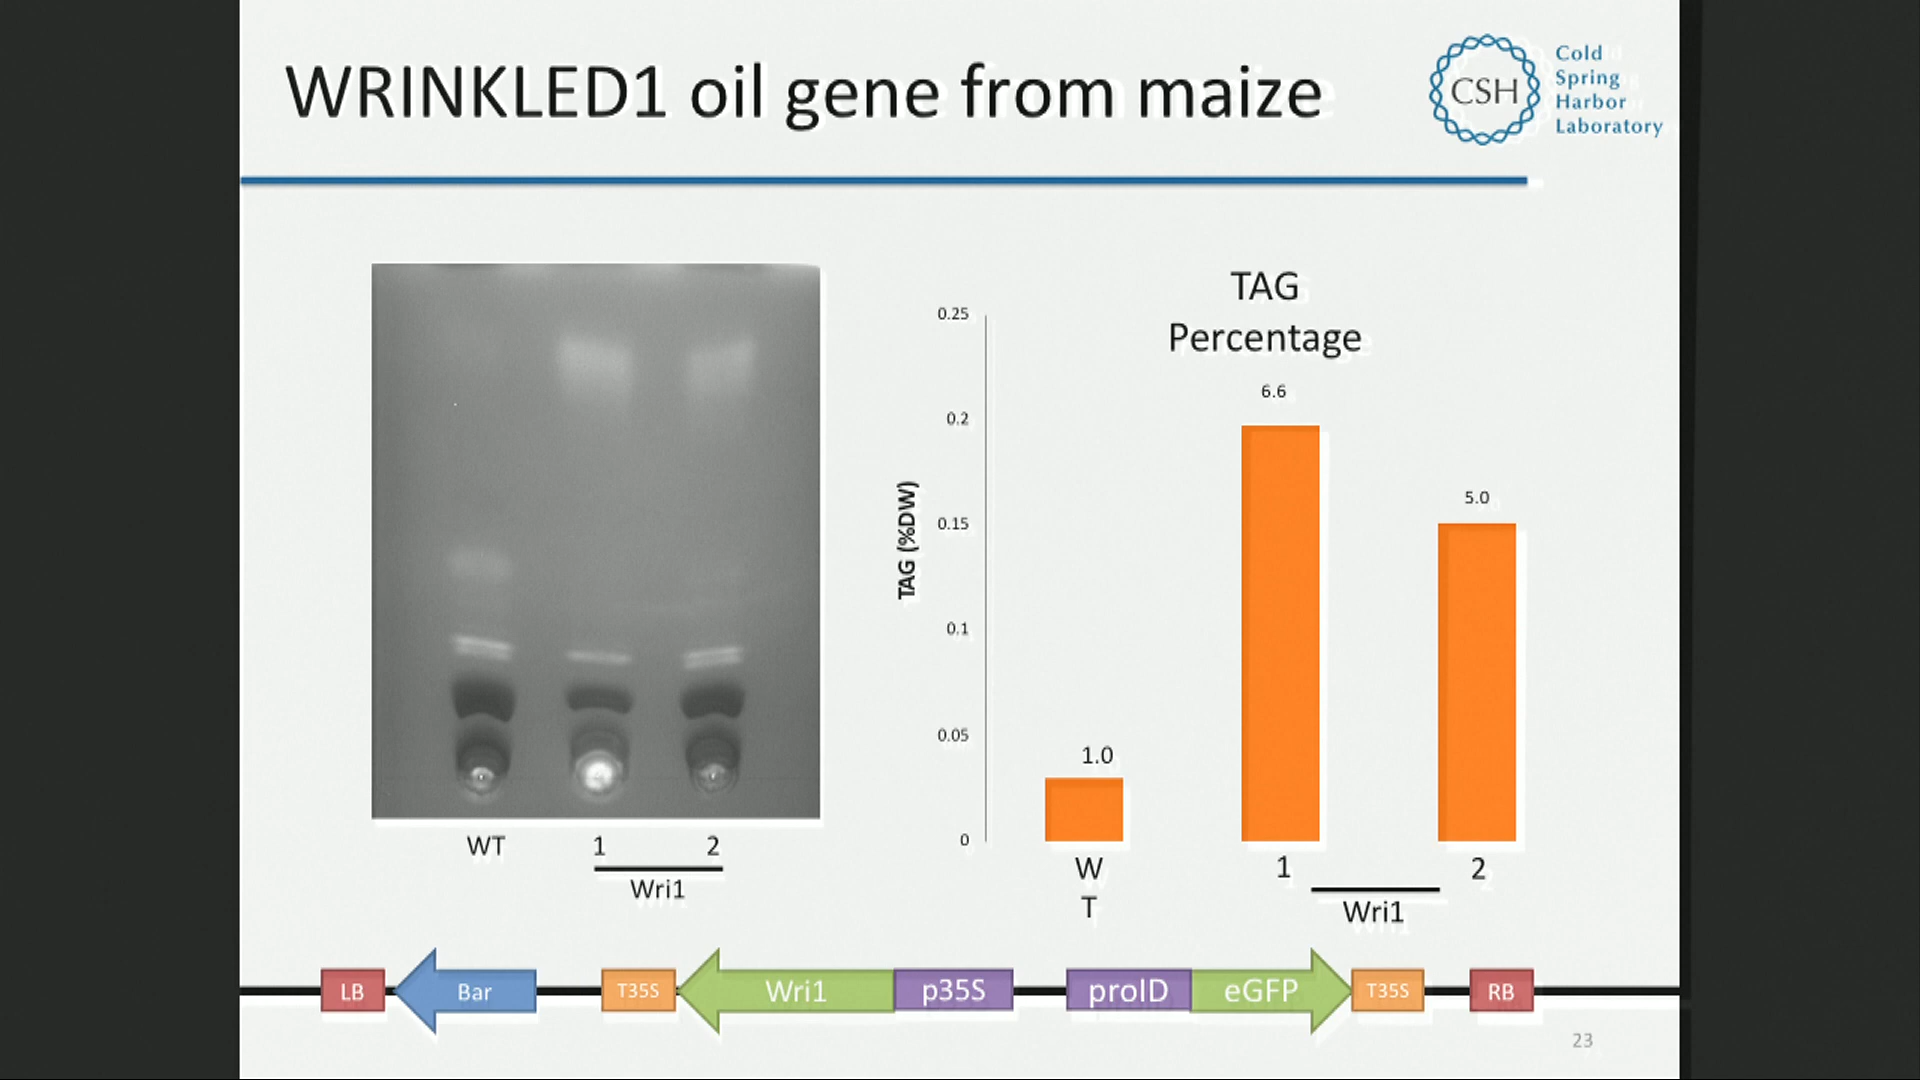 WRINKLED1 oil gene from maize
CSH
Cold
Spring
Harbor
Laboratory
WT
1
2
Wri1
TAG
Percentage
TAG (%DW)
0.25
0.2
0.15
0.1
0.05
0
1.0
6.6
5.0
W
T
1
2
Wri1
LB
Bar
T35S
Wri1
p35S
proID
eGFP
T35S
RB
23